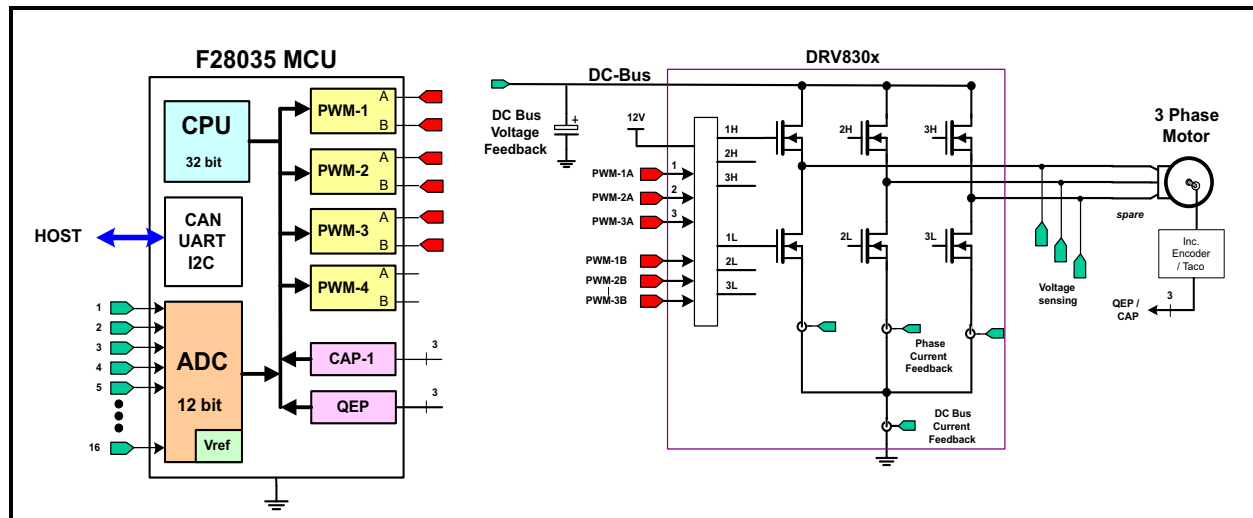 F28035 MCU
CPU
32 bit
CAN
UART
I2C
HOST
1
2
3
4
5
16
ADC
12 bit
Vref
PWM-1
A
B
PWM-2
A
B
PWM-3
A
B
PWM-4
A
B
CAP-1
3
QEP
3
DRV830x
DC-Bus
DC Bus
Voltage
Feedback
+
12V
PWM-1A
1
PWM-2A
2
PWM-3A
3
PWM-1B
PWM-2B
PWM-3B
1H
2H
3H
1L
2L
3L
2H
3H
2L
3L
Phase
Current
Feedback
DC Bus
Current
Feedback
3 Phase
Motor
spare
Voltage
sensing
Inc.
Encoder
/ Taco
QEP /
CAP
3